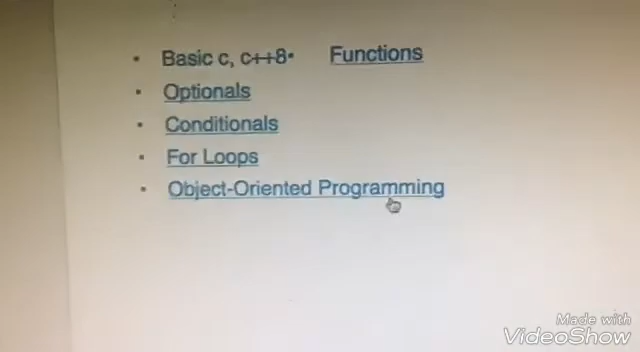 • Basic c, c++8• Functions
• Optionals
• Conditionals
• For Loops
• Object-Oriented Programming
Made with
VideoShow